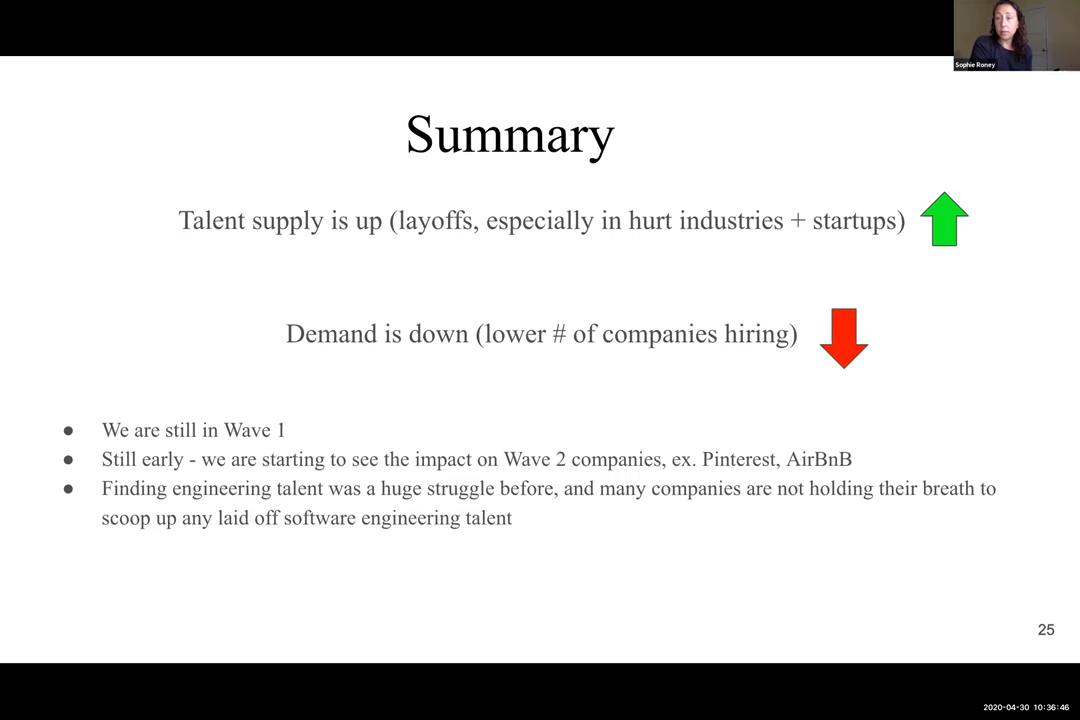 Sophie Roney
Summary
Talent supply is up (layoffs, especially in hurt industries + startups)
Demand is down (lower # of companies hiring)
● We are still in Wave 1
● Still early - we are starting to see the impact on Wave 2 companies, ex. Pinterest, AirBnB
● Finding engineering talent was a huge struggle before, and many companies are not holding their breath to
scoop up any laid off software engineering talent
25
2020-04-30 10:36:46